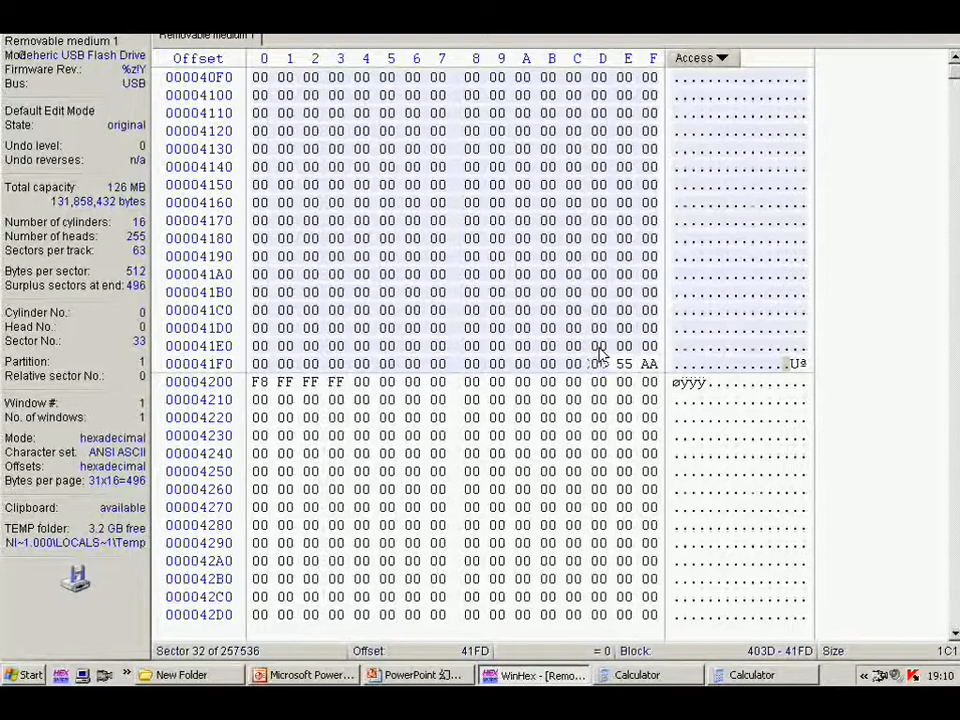 Removable medium 1
Removable medium 1
Model: Generic USB Flash Drive
Firmware Rev.: %z!Y
Bus: USB
Default Edit Mode
State: original
Undo level: 0
Undo reverses: n/a
Total capacity 126 MB
131,858,432 bytes
Number of cylinders: 16
Number of heads: 255
Sectors per track: 63
Bytes per sector: 512
Surplus sectors at end: 496
Cylinder No.: 0
Head No.: 0
Sector No.: 33
Partition: 1
Relative sector No.: 0
Window #: 1
No. of windows: 1
Mode: hexadecimal
Character set: ANSI ASCII
Offsets: hexadecimal
Bytes per page: 31x16=496
Clipboard: available
TEMP folder: 3.2 GB free
NI~1.000\LOCALS~1\Temp
Offset 0 1 2 3 4 5 6 7 8 9 A B C D E F Access
000040F0 00 00 00 00 00 00 00 00 00 00 00 00 00 00 00 00 ................
00004100 00 00 00 00 00 00 00 00 00 00 00 00 00 00 00 00 ................
00004110 00 00 00 00 00 00 00 00 00 00 00 00 00 00 00 00 ................
00004120 00 00 00 00 00 00 00 00 00 00 00 00 00 00 00 00 ................
00004130 00 00 00 00 00 00 00 00 00 00 00 00 00 00 00 00 ................
00004140 00 00 00 00 00 00 00 00 00 00 00 00 00 00 00 00 ................
00004150 00 00 00 00 00 00 00 00 00 00 00 00 00 00 00 00 ................
00004160 00 00 00 00 00 00 00 00 00 00 00 00 00 00 00 00 ................
00004170 00 00 00 00 00 00 00 00 00 00 00 00 00 00 00 00 ................
00004180 00 00 00 00 00 00 00 00 00 00 00 00 00 00 00 00 ................
00004190 00 00 00 00 00 00 00 00 00 00 00 00 00 00 00 00 ................
000041A0 00 00 00 00 00 00 00 00 00 00 00 00 00 00 00 00 ................
000041B0 00 00 00 00 00 00 00 00 00 00 00 00 00 00 00 00 ................
000041C0 00 00 00 00 00 00 00 00 00 00 00 00 00 00 00 00 ................
000041D0 00 00 00 00 00 00 00 00 00 00 00 00 00 00 00 00 ................
000041E0 00 00 00 00 00 00 00 00 00 00 00 00 00 00 00 00 ................
000041F0 00 00 00 00 00 00 00 00 00 00 00 00 00 55 AA ..............Uª
00004200 F8 FF FF FF 00 00 00 00 00 00 00 00 00 00 00 00 øÿÿÿ............
00004210 00 00 00 00 00 00 00 00 00 00 00 00 00 00 00 00 ................
00004220 00 00 00 00 00 00 00 00 00 00 00 00 00 00 00 00 ................
00004230 00 00 00 00 00 00 00 00 00 00 00 00 00 00 00 00 ................
00004240 00 00 00 00 00 00 00 00 00 00 00 00 00 00 00 00 ................
00004250 00 00 00 00 00 00 00 00 00 00 00 00 00 00 00 00 ................
00004260 00 00 00 00 00 00 00 00 00 00 00 00 00 00 00 00 ................
00004270 00 00 00 00 00 00 00 00 00 00 00 00 00 00 00 00 ................
00004280 00 00 00 00 00 00 00 00 00 00 00 00 00 00 00 00 ................
00004290 00 00 00 00 00 00 00 00 00 00 00 00 00 00 00 00 ................
000042A0 00 00 00 00 00 00 00 00 00 00 00 00 00 00 00 00 ................
000042B0 00 00 00 00 00 00 00 00 00 00 00 00 00 00 00 00 ................
000042C0 00 00 00 00 00 00 00 00 00 00 00 00 00 00 00 00 ................
000042D0 00 00 00 00 00 00 00 00 00 00 00 00 00 00 00 00 ................
Sector 32 of 257536 Offset: 41FD = 0 Block: 403D - 41FD Size 1C1
Start » New Folder Microsoft Power... PowerPoint 幻... WinHex - [Remo... Calculator Calculator « 19:10